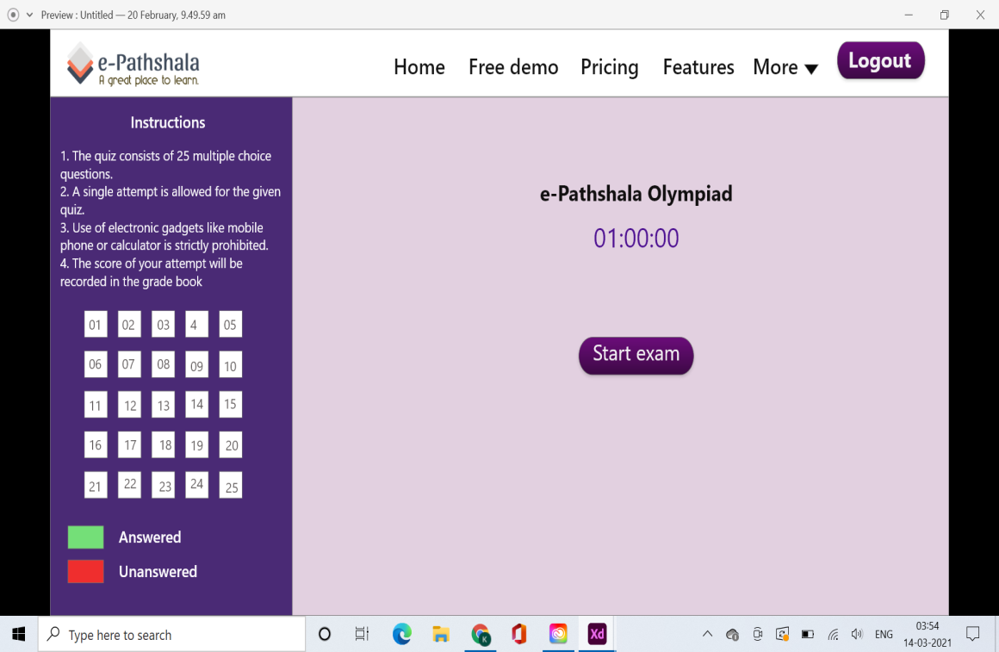 Preview : Untitled — 20 February, 9.49.59 am
e-Pathshala
A great place to learn.
Home Free demo Pricing Features More Logout
Instructions
1. The quiz consists of 25 multiple choice
questions.
2. A single attempt is allowed for the given
quiz.
3. Use of electronic gadgets like mobile
phone or calculator is strictly prohibited.
4. The score of your attempt will be
recorded in the grade book
01 02 03 4 05
06 07 08 09 10
11 12 13 14 15
16 17 18 19 20
21 22 23 24 25
Answered
Unanswered
e-Pathshala Olympiad
01:00:00
Start exam
Type here to search
K
Xd
ENG
03:54
14-03-2021